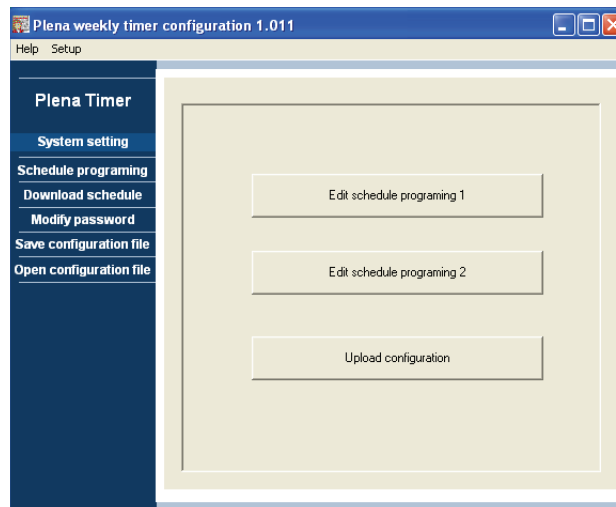 Plena weekly timer configuration 1.011
Help Setup
Plena Timer
System setting
Schedule programing
Download schedule
Modify password
Save configuration file
Open configuration file
Edit schedule programing 1
Edit schedule programing 2
Upload configuration